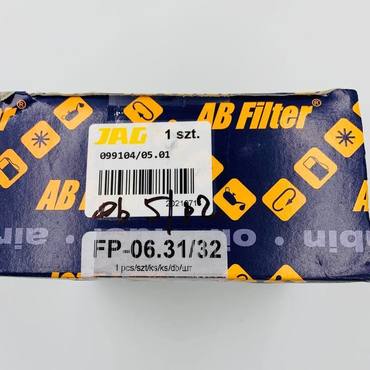 JAG 1 szt.
099104/05.01
AB Filter®
AB Filter
FP-06.31/32
1 pcs/szt/ks/ks/db/шт